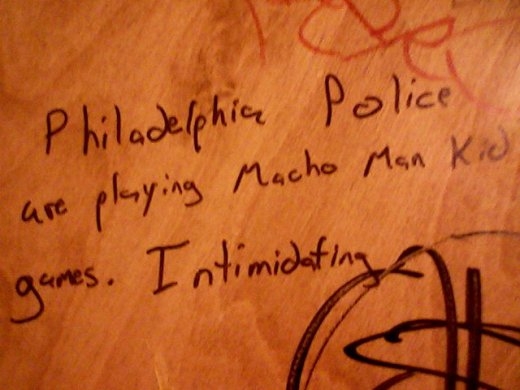 Philadelphia Police
are playing Macho Man Kid
games. Intimidating